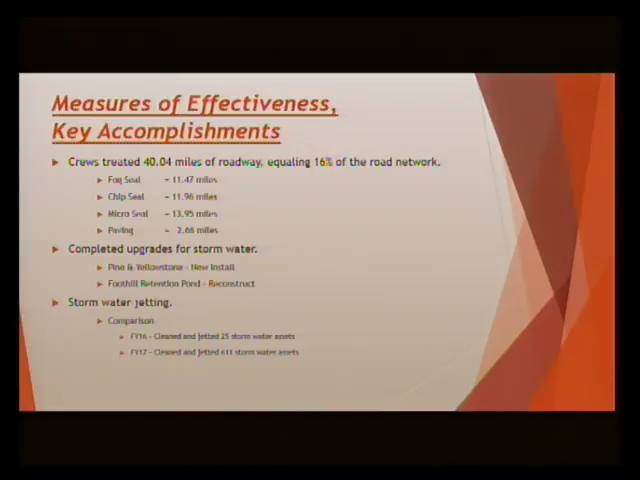 Measures of Effectiveness,
Key Accomplishments
Crews treated 40.04 miles of roadway, equaling 16% of the road network.
Fog Seal - 11.47 miles
Chip Seal - 11.96 miles
Micro Seal - 13.95 miles
Paving - 2.66 miles
Completed upgrades for storm water.
Pine & Yellowstone - New Install
Foothill Retention Pond - Reconstruct
Storm water jetting.
Comparison
FY16 - Cleaned and Jetted 25 storm water assets
FY17 - Cleaned and Jetted 611 storm water assets